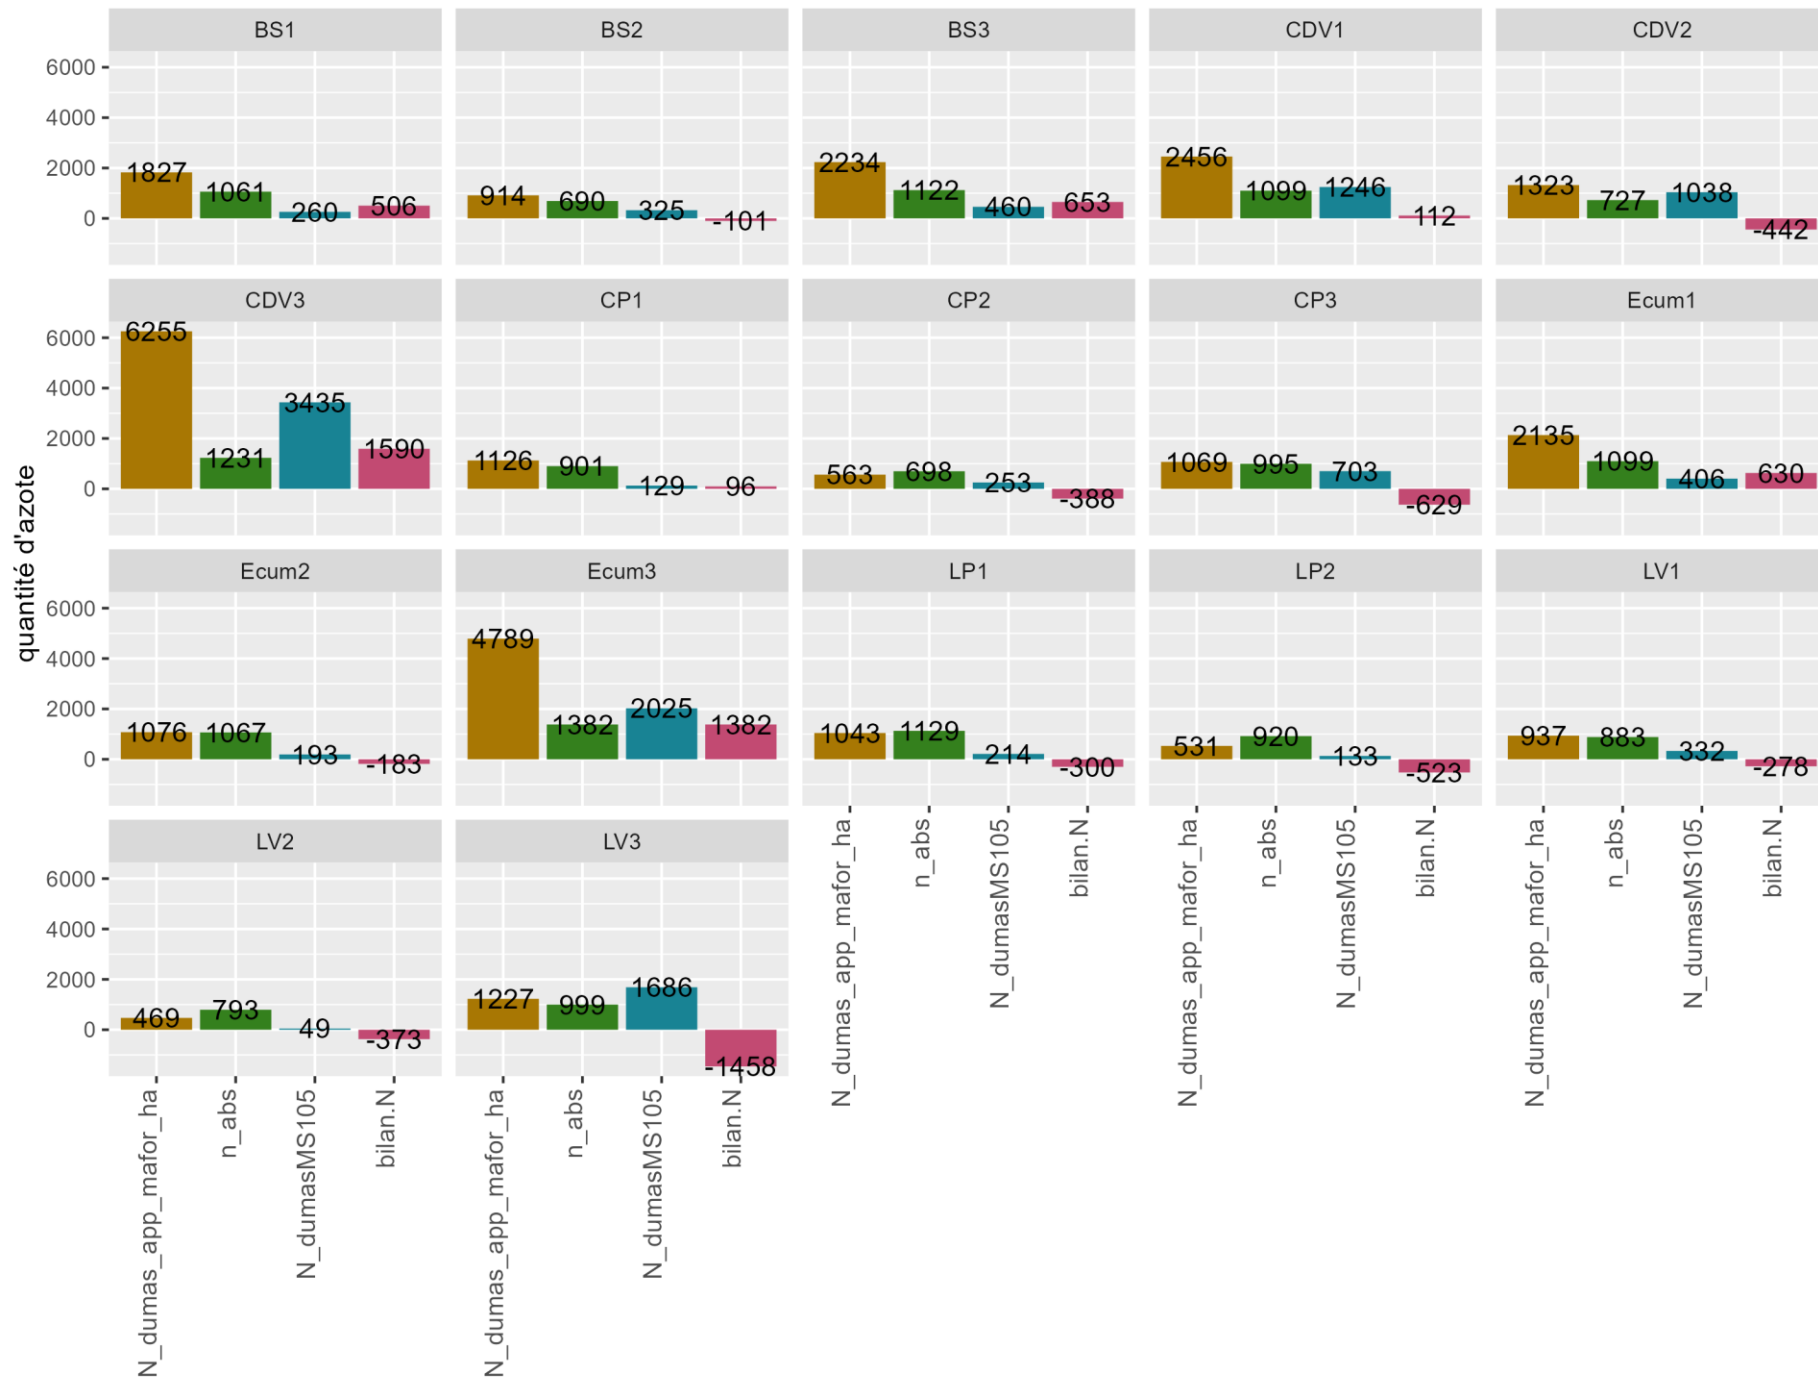 quantité d'azote
BS1 BS2 BS3 CDV1 CDV2
6000
4000
2000
0
1827 1061 260 506
914 690 325 -101
2234 1122 460 653
2456 1099 1246 112
1323 727 1038 -442
CDV3 CP1 CP2 CP3 Ecum1
6000
4000
2000
0
6255 1231 3435 1590
1126 901 129 96
563 698 253 -388
1069 995 703 -629
2135 1099 406 630
Ecum2 Ecum3 LP1 LP2 LV1
6000
4000
2000
0
1076 1067 193 -183
4789 1382 2025 1382
1043 1129 214 -300
531 920 133 -523
937 883 332 -278
N_dumas_app_mafor_ha
n_abs
N_dumasMS105
bilan.N
N_dumas_app_mafor_ha
n_abs
N_dumasMS105
bilan.N
N_dumas_app_mafor_ha
n_abs
N_dumasMS105
bilan.N
LV2 LV3
6000
4000
2000
0
469 793 49 -373
1227 999 1686 -1458
N_dumas_app_mafor_ha
n_abs
N_dumasMS105
bilan.N
N_dumas_app_mafor_ha
n_abs
N_dumasMS105
bilan.N